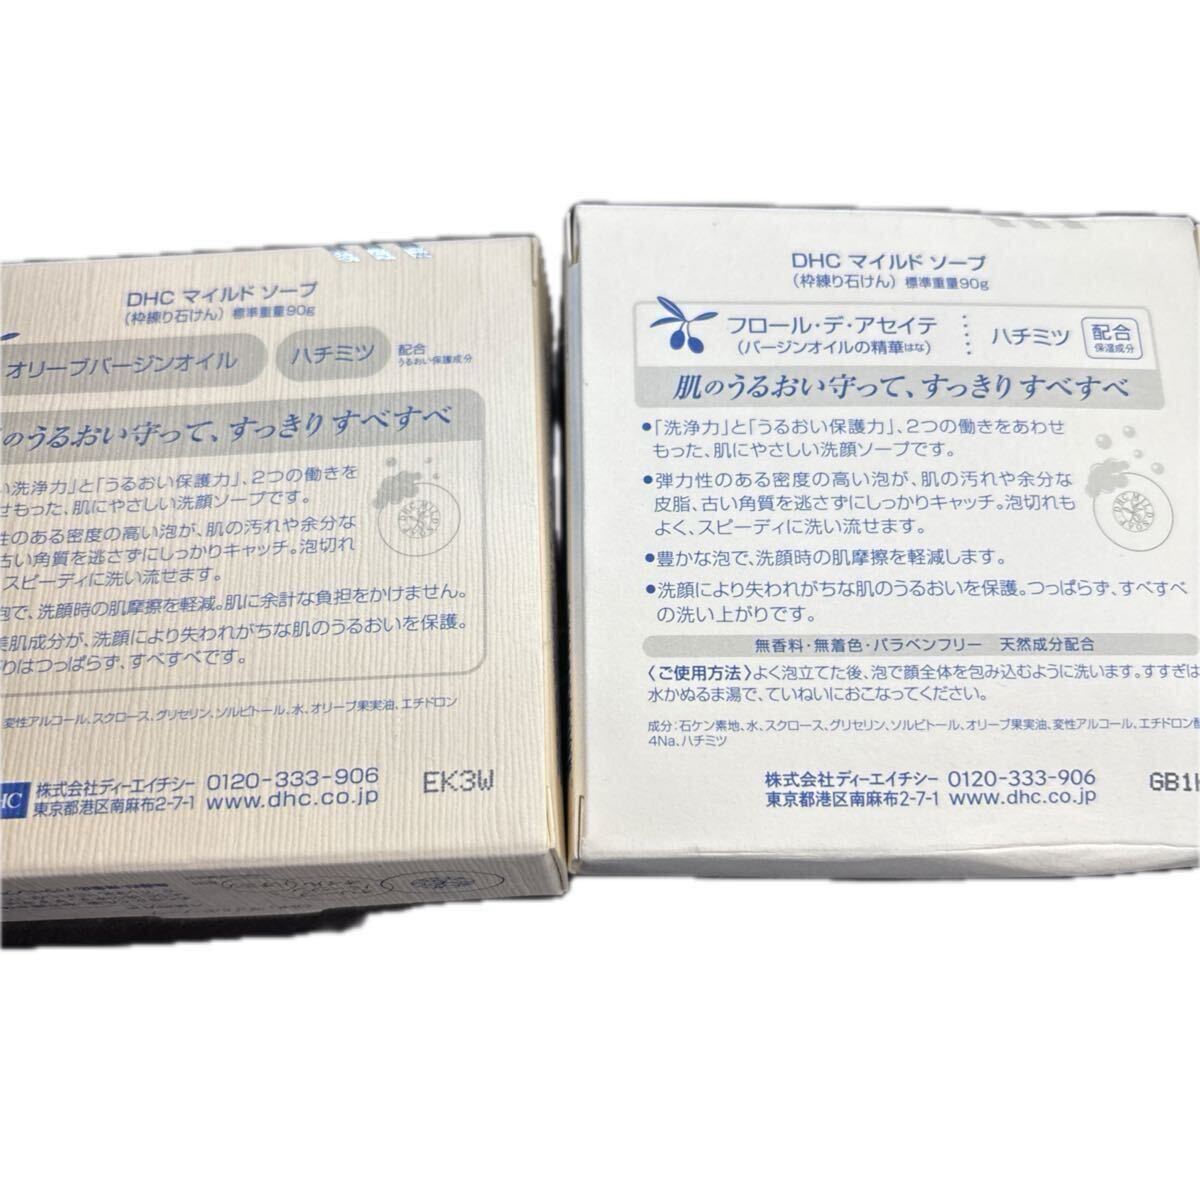 DHC マイルド ソープ
(枠練り石けん) 標準重量90g
オリーブバージンオイル
ハチミツ
配合
うるおい保護成分
のうるおい守って、すっきり すべすべ
い洗浄力」と「うるおい保護力」、2つの働きを
せもった、肌にやさしい洗顔ソープです。
性のある密度の高い泡が、肌の汚れや余分な
古い角質を逃さずにしっかりキャッチ。泡切れ
スピーディに洗い流せます。
泡で、洗顔時の肌摩擦を軽減。肌に余計な負担をかけません。
美肌成分が、洗顔により失われがちな肌のうるおいを保護。
がりはつっぱらず、すべすべです。
変性アルコール、スクロース、グリセリン、ソルビトール、水、オリーブ果実油、エチドロン
HC 株式会社ディーエイチシー 0120-333-906
東京都港区南麻布2-7-1 www.dhc.co.jp
EK3W
DHC マイルド ソープ
(枠練り石けん) 標準重量90g
フロール・デ・アセイテ
(バージンオイルの精華はな)
ハチミツ
配合
保湿成分
肌のうるおい守って、すっきり すべすべ
●「洗浄力」と「うるおい保護力」、2つの働きをあわせ
もった、肌にやさしい洗顔ソープです。
●弾力性のある密度の高い泡が、肌の汚れや余分な
皮脂、古い角質を逃さずにしっかりキャッチ。泡切れも
よく、スピーディに洗い流せます。
●豊かな泡で、洗顔時の肌摩擦を軽減します。
●洗顔により失われがちな肌のうるおいを保護。つっぱらず、すべすべ
の洗い上がりです。
無香料・無着色・パラベンフリー 天然成分配合
〈ご使用方法〉よく泡立てた後、泡で顔全体を包み込むように洗います。すすぎは
水かぬるま湯で、ていねいにおこなってください。
成分：石ケン素地、水、スクロース、グリセリン、ソルビトール、オリーブ果実油、変性アルコール、エチドロン酸
4Na、ハチミツ
株式会社ディーエイチシー 0120-333-906
東京都港区南麻布2-7-1 www.dhc.co.jp
GB1